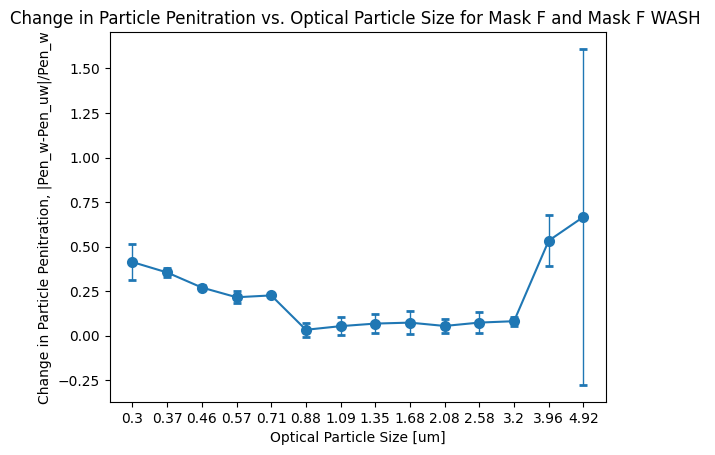 Change in Particle Penitration vs. Optical Particle Size for Mask F and Mask F WASH
Change in Particle Penitration, |Pen_w-Pen_uw|/Pen_w
1.50
1.25
1.00
0.75
0.50
0.25
0.00
−0.25
0.3 0.37 0.46 0.57 0.71 0.88 1.09 1.35 1.68 2.08 2.58 3.2 3.96 4.92
Optical Particle Size [um]